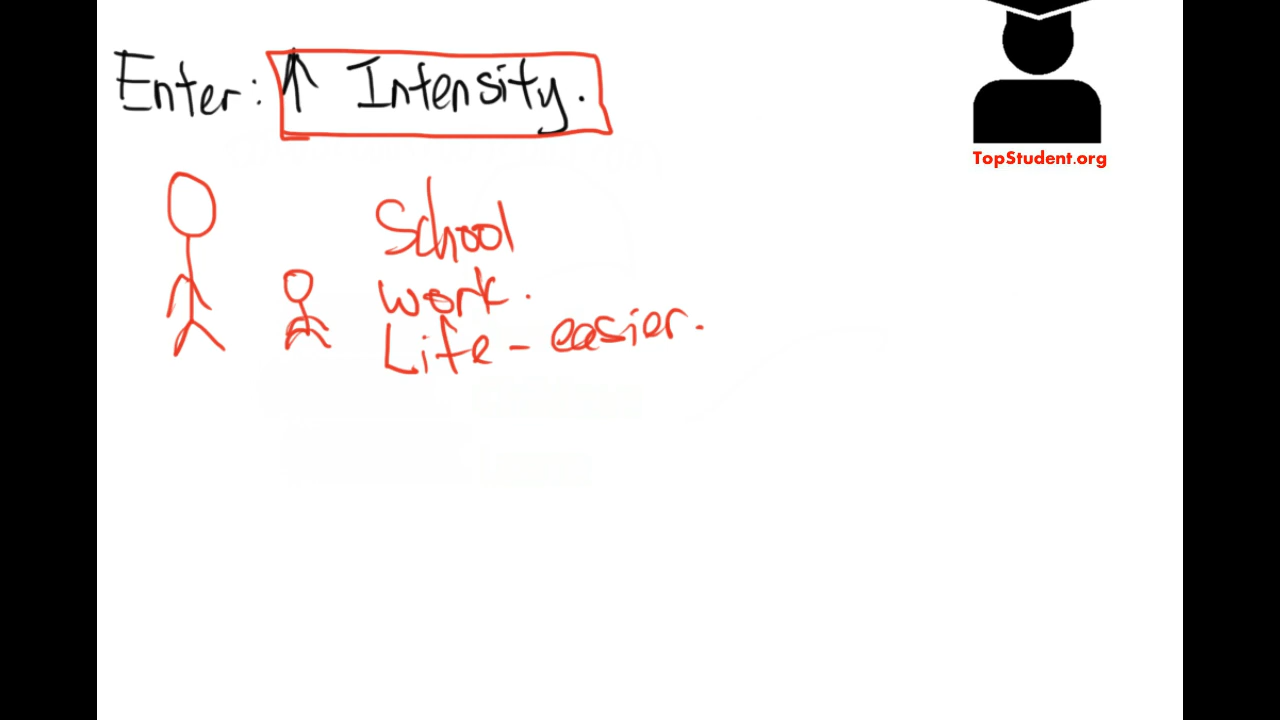 Enter: ↑ Intensity.
TopStudent.org
School
work.
Life - easier.